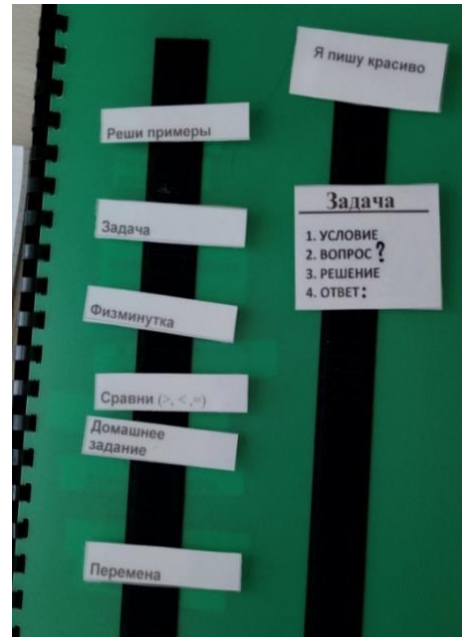 Реши примеры
Задача
Физминутка
Сравни (>, < ,=)
Домашнее
задание
Перемена
Я пишу красиво
Задача
1. УСЛОВИЕ
2. ВОПРОС?
3. РЕШЕНИЕ
4. ОТВЕТ: